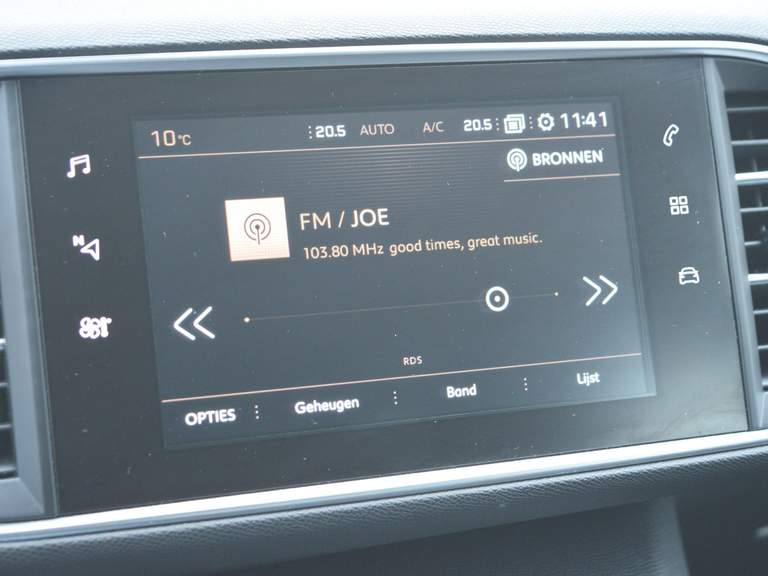 10°C 20.5 AUTO A/C 20.5 11:41
BRONNEN
FM / JOE
103.80 MHz good times, great music.
N
RDS
OPTIES Geheugen Band Lijst